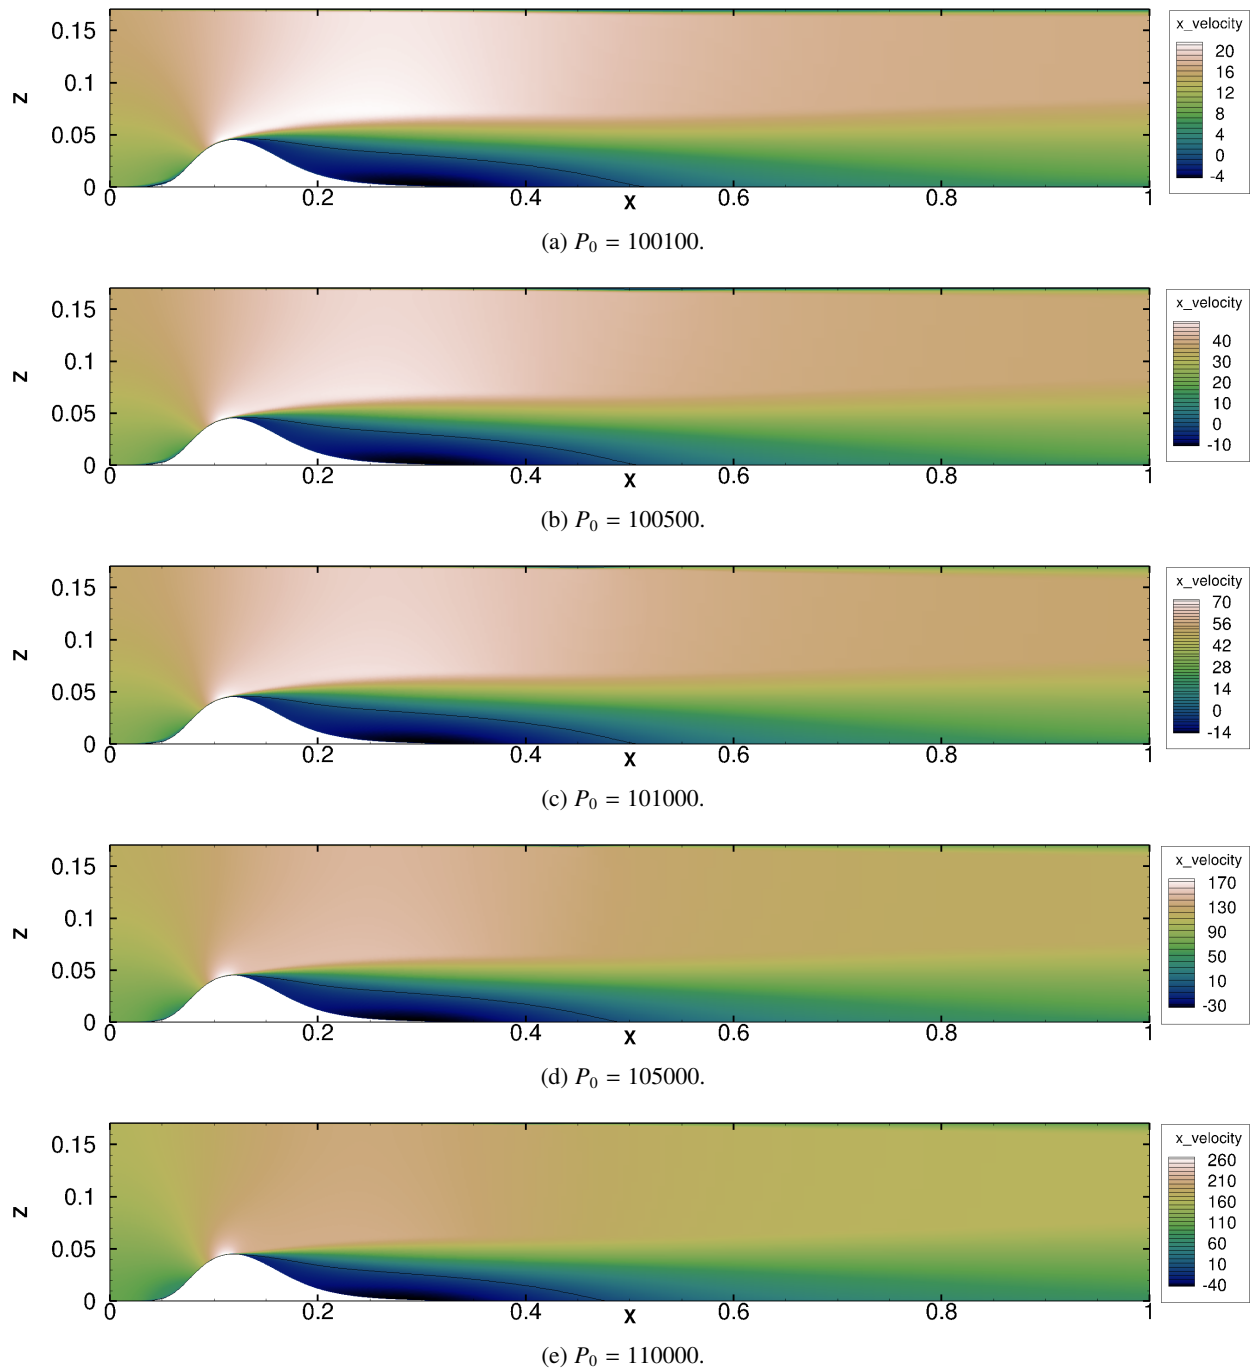 x_velocity
20
16
12
8
4
0
-4
0.15
0.1
0.05
0
Z
0 0.2 0.4 0.6 0.8 1
X
(a) P0 = 100100.
x_velocity
40
30
20
10
0
-10
0.15
0.1
0.05
0
Z
0 0.2 0.4 0.6 0.8 1
X
(b) P0 = 100500.
x_velocity
70
56
42
28
14
0
-14
0.15
0.1
0.05
0
Z
0 0.2 0.4 0.6 0.8 1
X
(c) P0 = 101000.
x_velocity
170
130
90
50
10
-30
0.15
0.1
0.05
0
Z
0 0.2 0.4 0.6 0.8 1
X
(d) P0 = 105000.
x_velocity
260
210
160
110
60
10
-40
0.15
0.1
0.05
0
Z
0 0.2 0.4 0.6 0.8 1
X
(e) P0 = 110000.